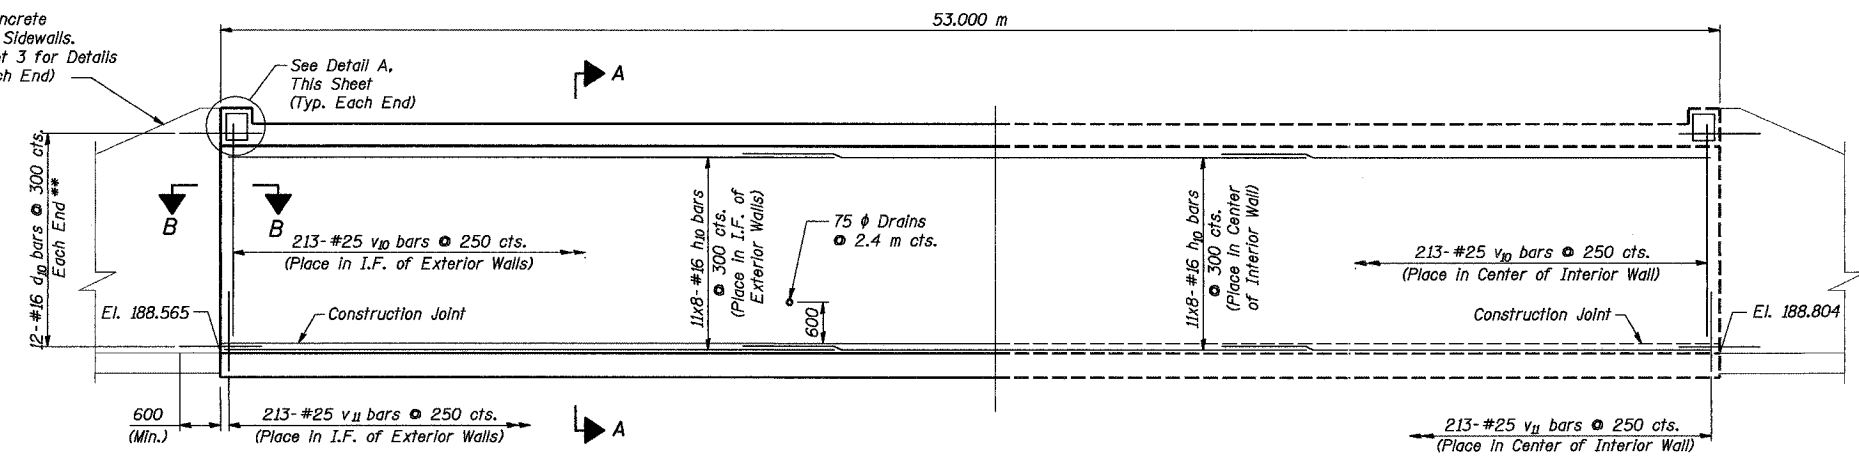 ncrete
Sidewalls.
t 3 for Details
ch End)
53.000 m
See Detail A,
This Sheet
(Typ. Each End)
A
12-#16 d10 bars @ 300 cts.
Each End **
B
B
213-#25 v10 bars @ 250 cts.
(Place in I.F. of Exterior Walls)
11x8-#16 h10 bars
@ 300 cts.
(Place in I.F. of
Exterior Walls)
75 ϕ Drains
@ 2.4 m cts.
600
11x8-#16 h10 bars
@ 300 cts.
(Place in Center
of Interior Wall)
213-#25 v10 bars @ 250 cts.
(Place in Center of Interior Wall)
El. 188.565
Construction Joint
Construction Joint
El. 188.804
600
(Min.)
213-#25 v11 bars @ 250 cts.
(Place in I.F. of Exterior Walls)
A
213-#25 v11 bars @ 250 cts.
(Place in Center of Interior Wall)